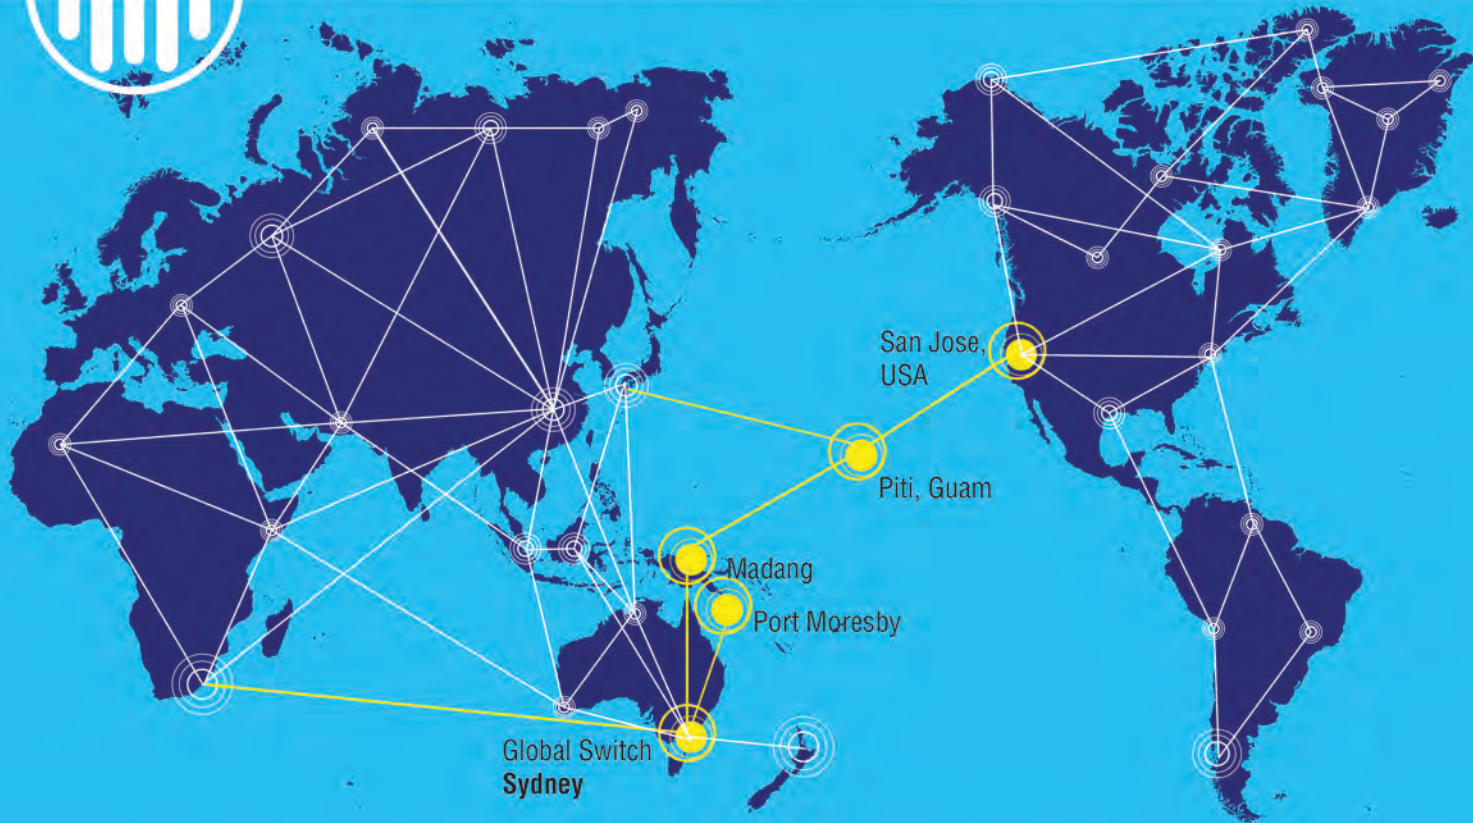 San Jose,
USA
Piti, Guam
Madang
Port Moresby
Global Switch
Sydney